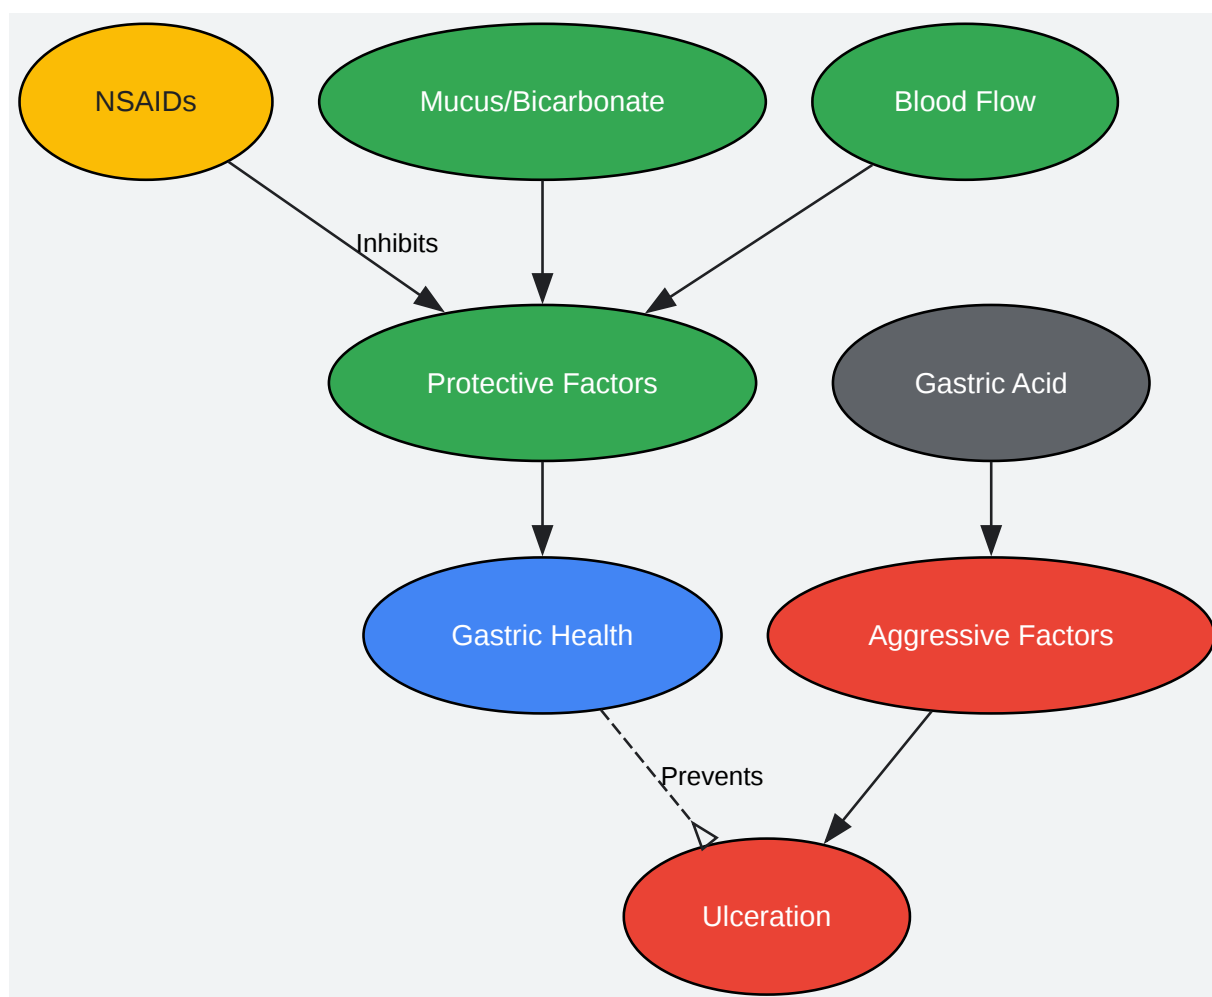 NSAIDs
Mucus/Bicarbonate
Blood Flow
Inhibits
Protective Factors
Gastric Acid
Gastric Health
Aggressive Factors
Prevents
Ulceration